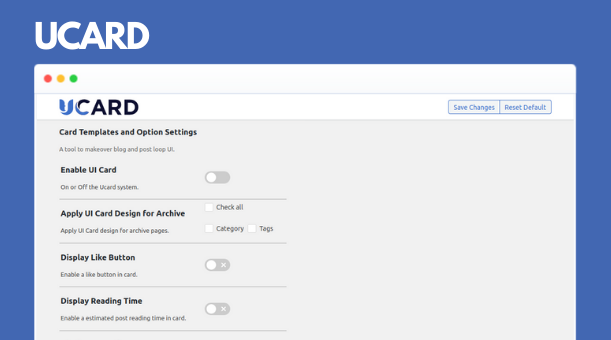 UCARD
UCARD
Save Changes
Reset Default
Card Templates and Option Settings
A tool to makeover blog and post loop UI.
Enable UI Card
On or Off the Ucard system.
Apply UI Card Design for Archive
Apply UI Card design for archive pages.
Check all
Category
Tags
Display Like Button
Enable a like button in card.
Display Reading Time
Enable a estimated post reading time in card.